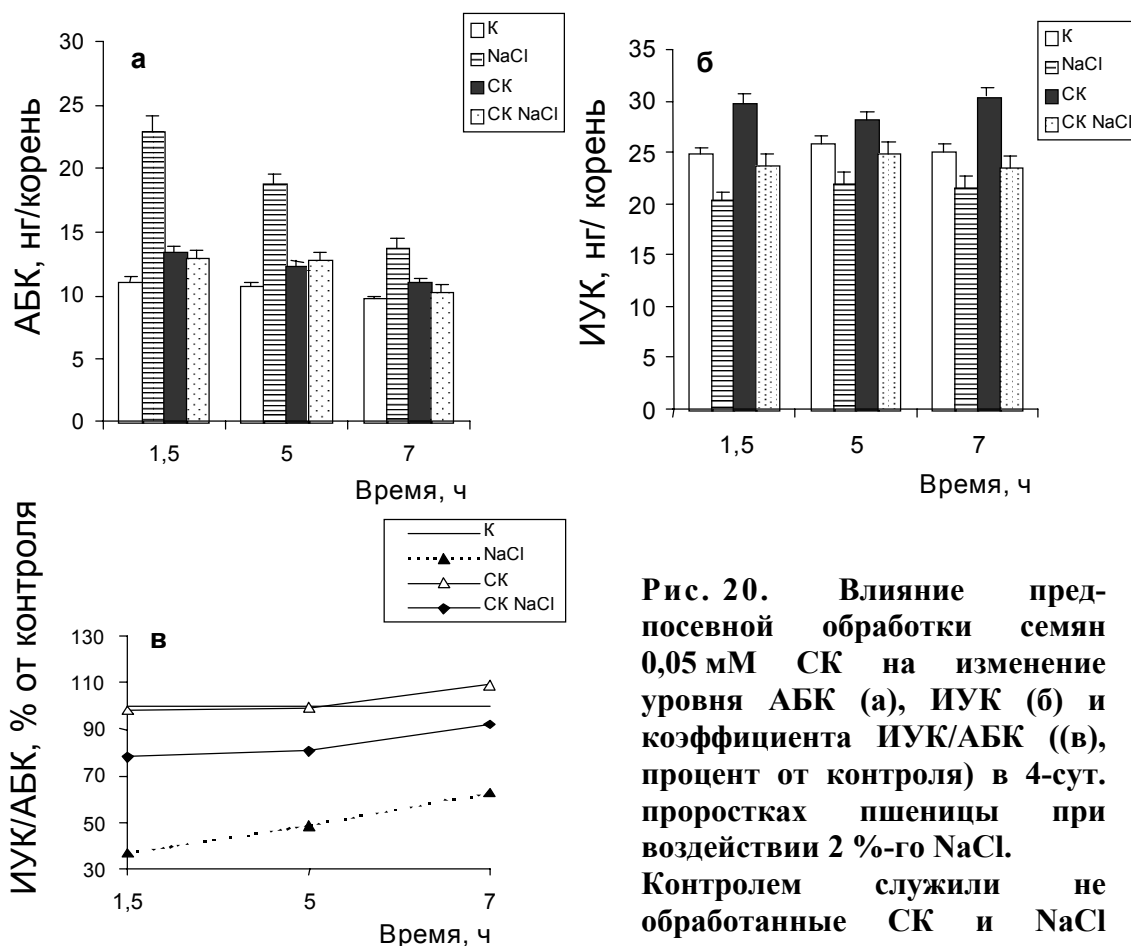 а
АБК, нг/корень
30
25
20
15
10
5
0
1,5 5 7
Время, ч
К
NaCl
СК
СК NaCl
б
ИУК, нг/ корень
35
30
25
20
15
10
5
0
1,5 5 7
Время, ч
К
NaCl
СК
СК NaCl
в
ИУК/АБК, % от контроля
130
110
90
70
50
30
1,5 5 7
Время, ч
К
NaCl
СК
СК NaCl
Рис. 20. Влияние пред-
посевной обработки семян
0,05 мМ СК на изменение
уровня АБК (а), ИУК (б) и
коэффициента ИУК/АБК ((в),
процент от контроля) в 4-сут.
проростках пшеницы при
воздействии 2 %-го NaCl.
Контролем служили не
обработанные СК и NaCl